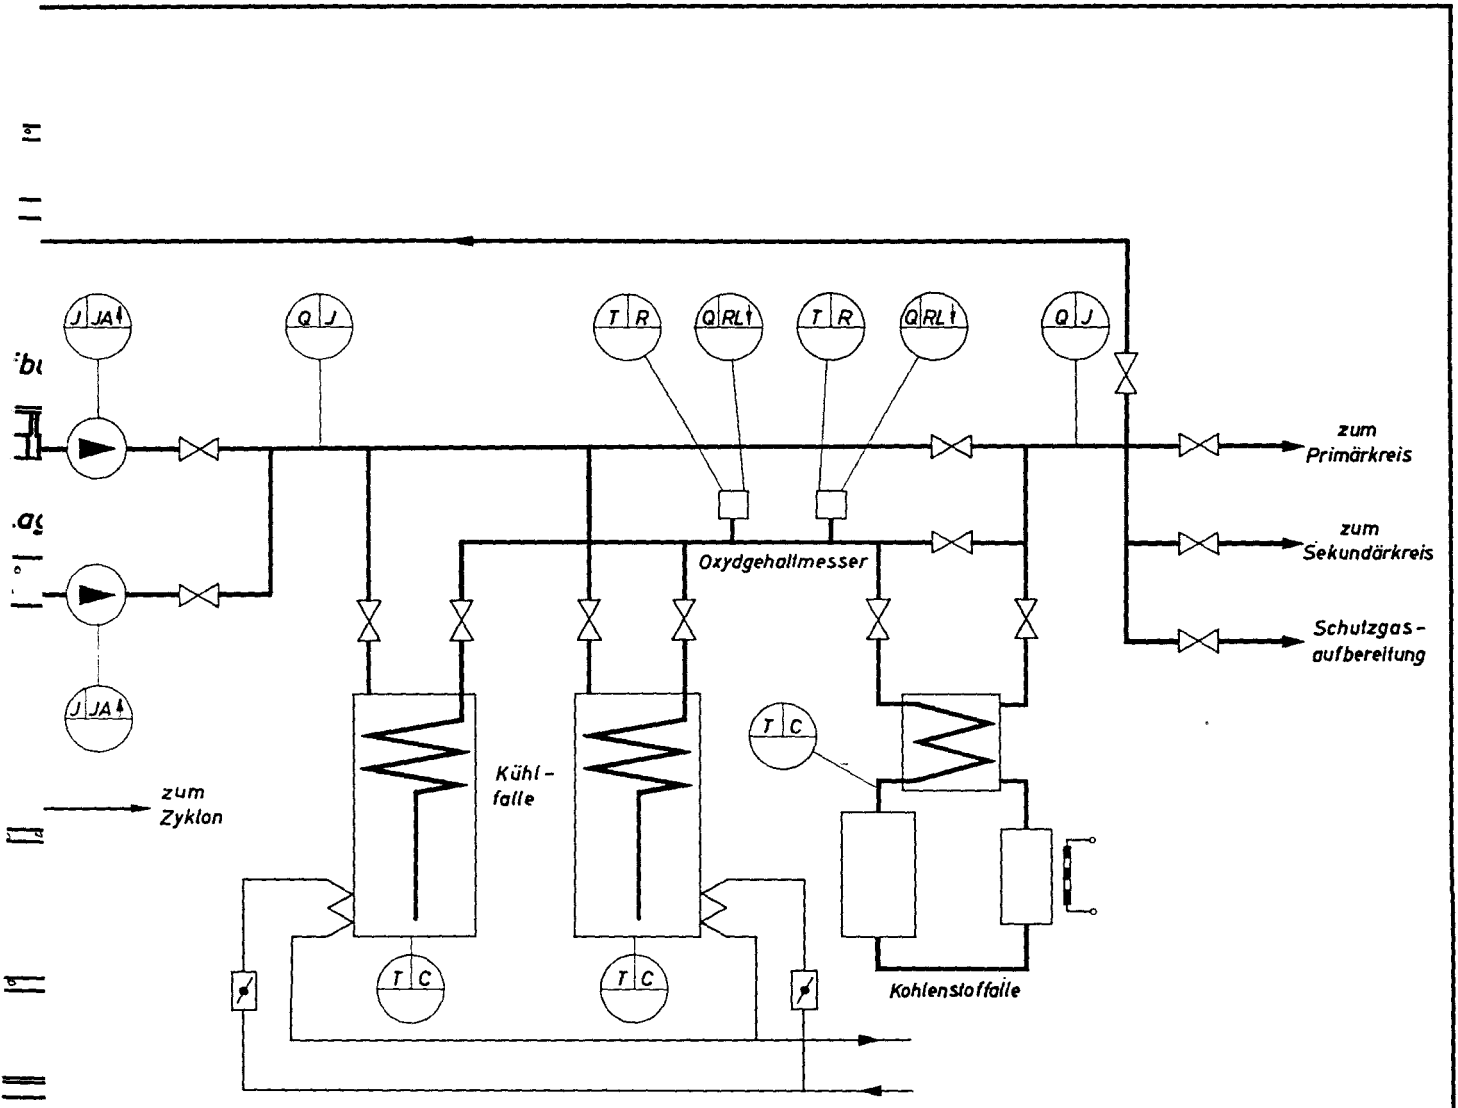 J JA
Q J
T R
Q RL
T R
Q RL
Q J
zum
Primärkreis
zum
Sekundärkreis
Oxydgehaltmesser
Schutzgas-
aufbereitung
J JA
T C
Kühl-
falle
zum
Zyklon
T C
T C
Kohlenstoffalle